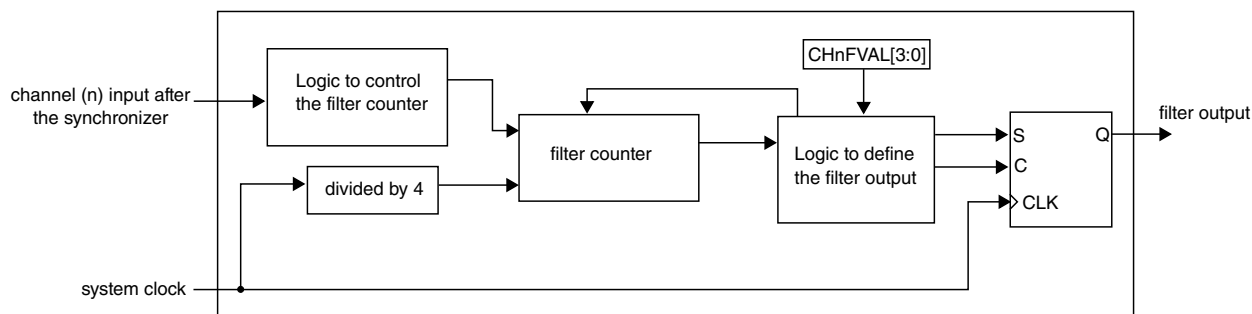 channel (n) input after
the synchronizer
Logic to control
the filter counter
divided by 4
filter counter
CHnFVAL[3:0]
Logic to define
the filter output
S
Q
C
CLK
filter output
system clock